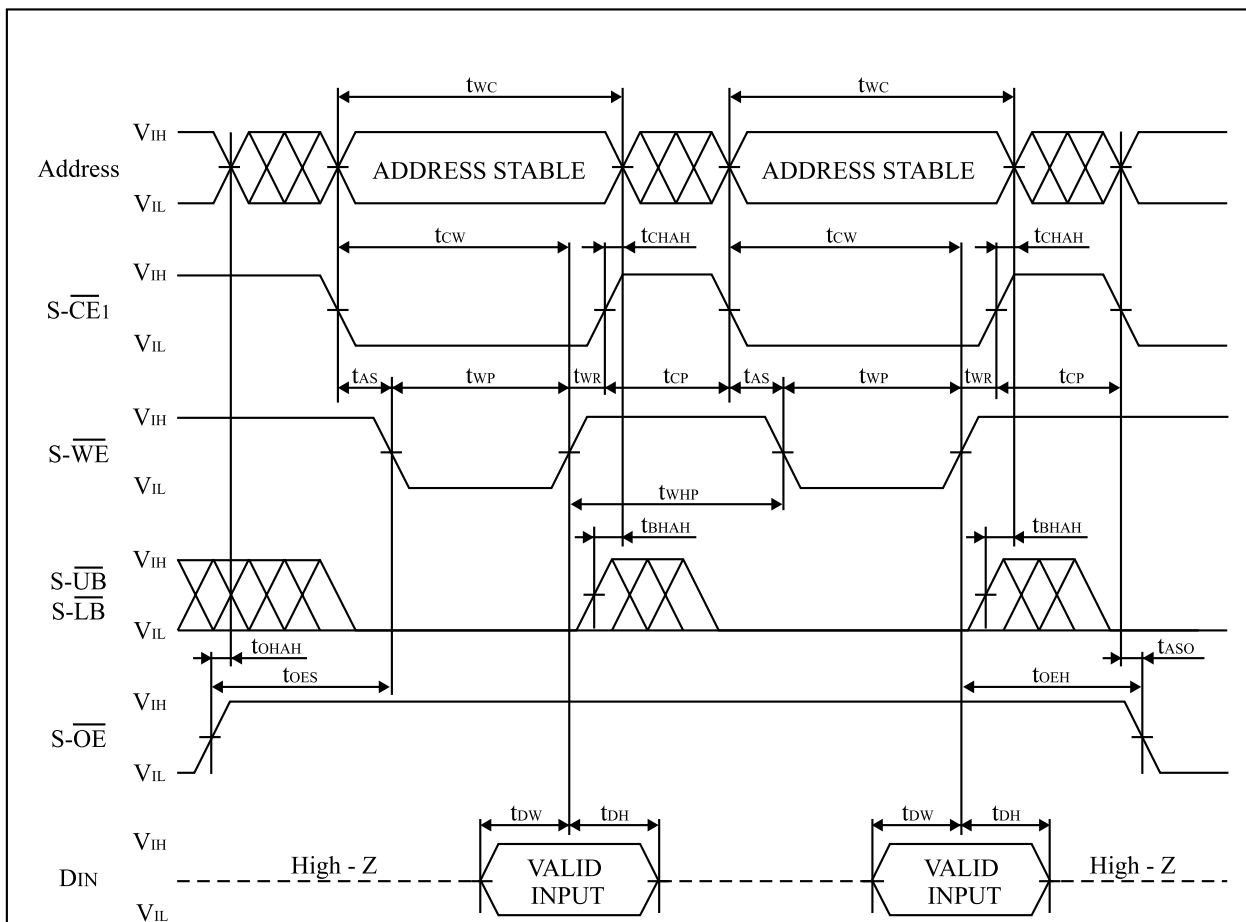 tWC tWC
VIH
Address ADDRESS STABLE ADDRESS STABLE
VIL
tCW tCHAH tCW tCHAH
VIH
S-CE1
VIL
tAS tWP tWR tCP tAS tWP tWR tCP
VIH
S-WE
VIL
tWHP
tBHAH tBHAH
VIH
S-UB
S-LB
VIL
tOHAH tASO
tOES tOEH
VIH
S-OE
VIL
tDW tDH tDW tDH
VIH
High - Z VALID VALID High - Z
DIN
INPUT INPUT
VIL